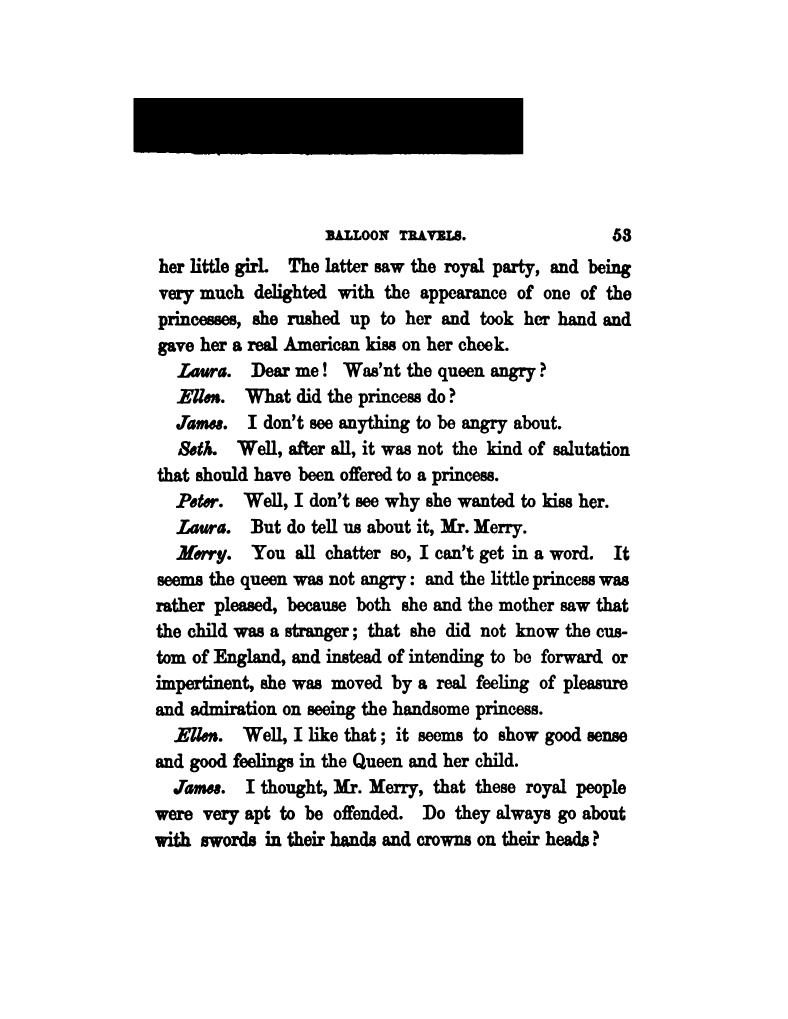 BALLOON TRAVELS. 53
her little girl. The latter saw the royal party, and being
very much delighted with the appearance of one of the
princesses, she rushed up to her and took her hand and
gave her a real American kiss on her cheek.
Laura. Dear me! Was'nt the queen angry?
Ellen. What did the princess do?
James. I don't see anything to be angry about.
Seth. Well, after all, it was not the kind of salutation
that should have been offered to a princess.
Peter. Well, I don't see why she wanted to kiss her.
Laura. But do tell us about it, Mr. Merry.
Merry. You all chatter so, I can't get in a word. It
seems the queen was not angry: and the little princess was
rather pleased, because both she and the mother saw that
the child was a stranger; that she did not know the cus-
tom of England, and instead of intending to be forward or
impertinent, she was moved by a real feeling of pleasure
and admiration on seeing the handsome princess.
Ellen. Well, I like that; it seems to show good sense
and good feelings in the Queen and her child.
James. I thought, Mr. Merry, that these royal people
were very apt to be offended. Do they always go about
with swords in their hands and crowns on their heads?